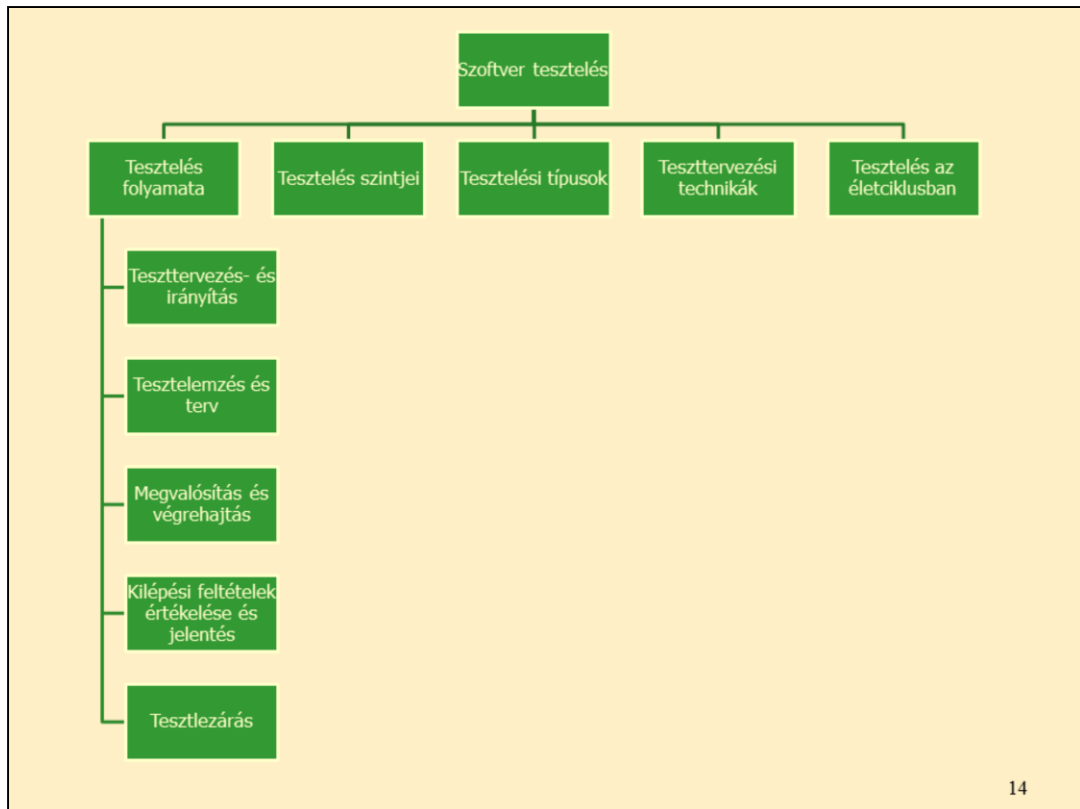 Szoftver tesztelés
Tesztelés
folyamata
Tesztelés szintjei
Tesztelési típusok
Teszttervezési
technikák
Tesztelés az
életciklusban
Teszttervezés- és
irányítás
Tesztelemzés és
terv
Megvalósítás és
végrehajtás
Kilépési feltételek
értékelése és
jelentés
Tesztlezárás
14